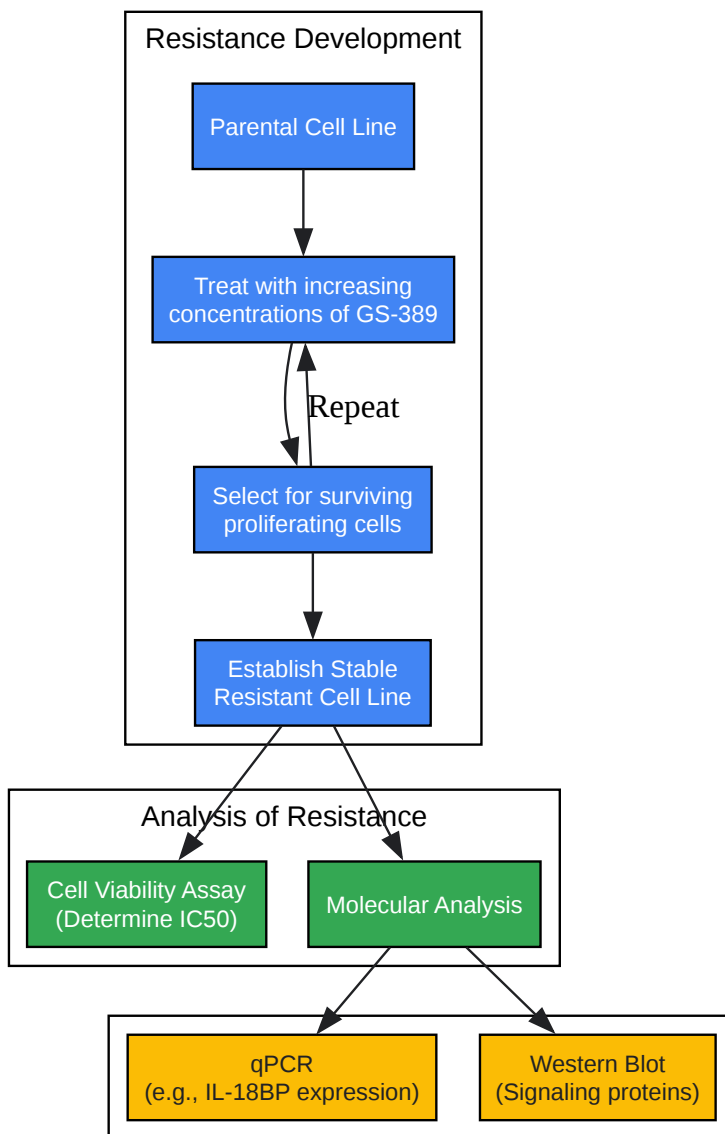 Resistance Development
Parental Cell Line
Treat with increasing
concentrations of GS-389
Repeat
Select for surviving
proliferating cells
Establish Stable
Resistant Cell Line
Analysis of Resistance
Cell Viability Assay
(Determine IC50)
Molecular Analysis
qPCR
(e.g., IL-18BP expression)
Western Blot
(Signaling proteins)